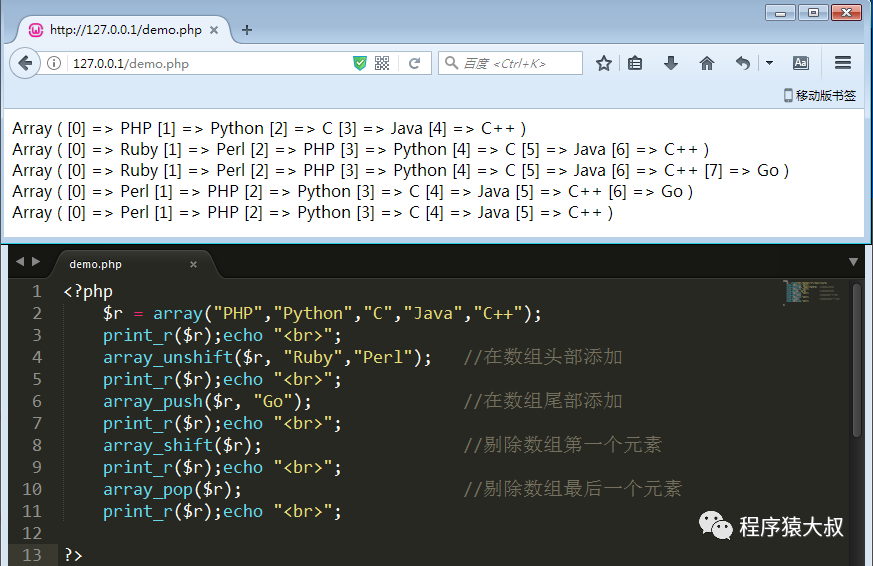 http://127.0.0.1/demo.php
127.0.0.1/demo.php
百度 <Ctrl+K>
移动版书签
Array ( [0] => PHP [1] => Python [2] => C [3] => Java [4] => C++ )
Array ( [0] => Ruby [1] => Perl [2] => PHP [3] => Python [4] => C [5] => Java [6] => C++ )
Array ( [0] => Ruby [1] => Perl [2] => PHP [3] => Python [4] => C [5] => Java [6] => C++ [7] => Go )
Array ( [0] => Perl [1] => PHP [2] => Python [3] => C [4] => Java [5] => C++ [6] => Go )
Array ( [0] => Perl [1] => PHP [2] => Python [3] => C [4] => Java [5] => C++ )
demo.php
1 <?php
2 $r = array("PHP","Python","C","Java","C++");
3 print_r($r);echo "<br>";
4 array_unshift($r, "Ruby","Perl"); //在数组头部添加
5 print_r($r);echo "<br>";
6 array_push($r, "Go"); //在数组尾部添加
7 print_r($r);echo "<br>";
8 array_shift($r); //剔除数组第一个元素
9 print_r($r);echo "<br>";
10 array_pop($r); //剔除数组最后一个元素
11 print_r($r);echo "<br>";
12
13 ?>
程序猿大叔